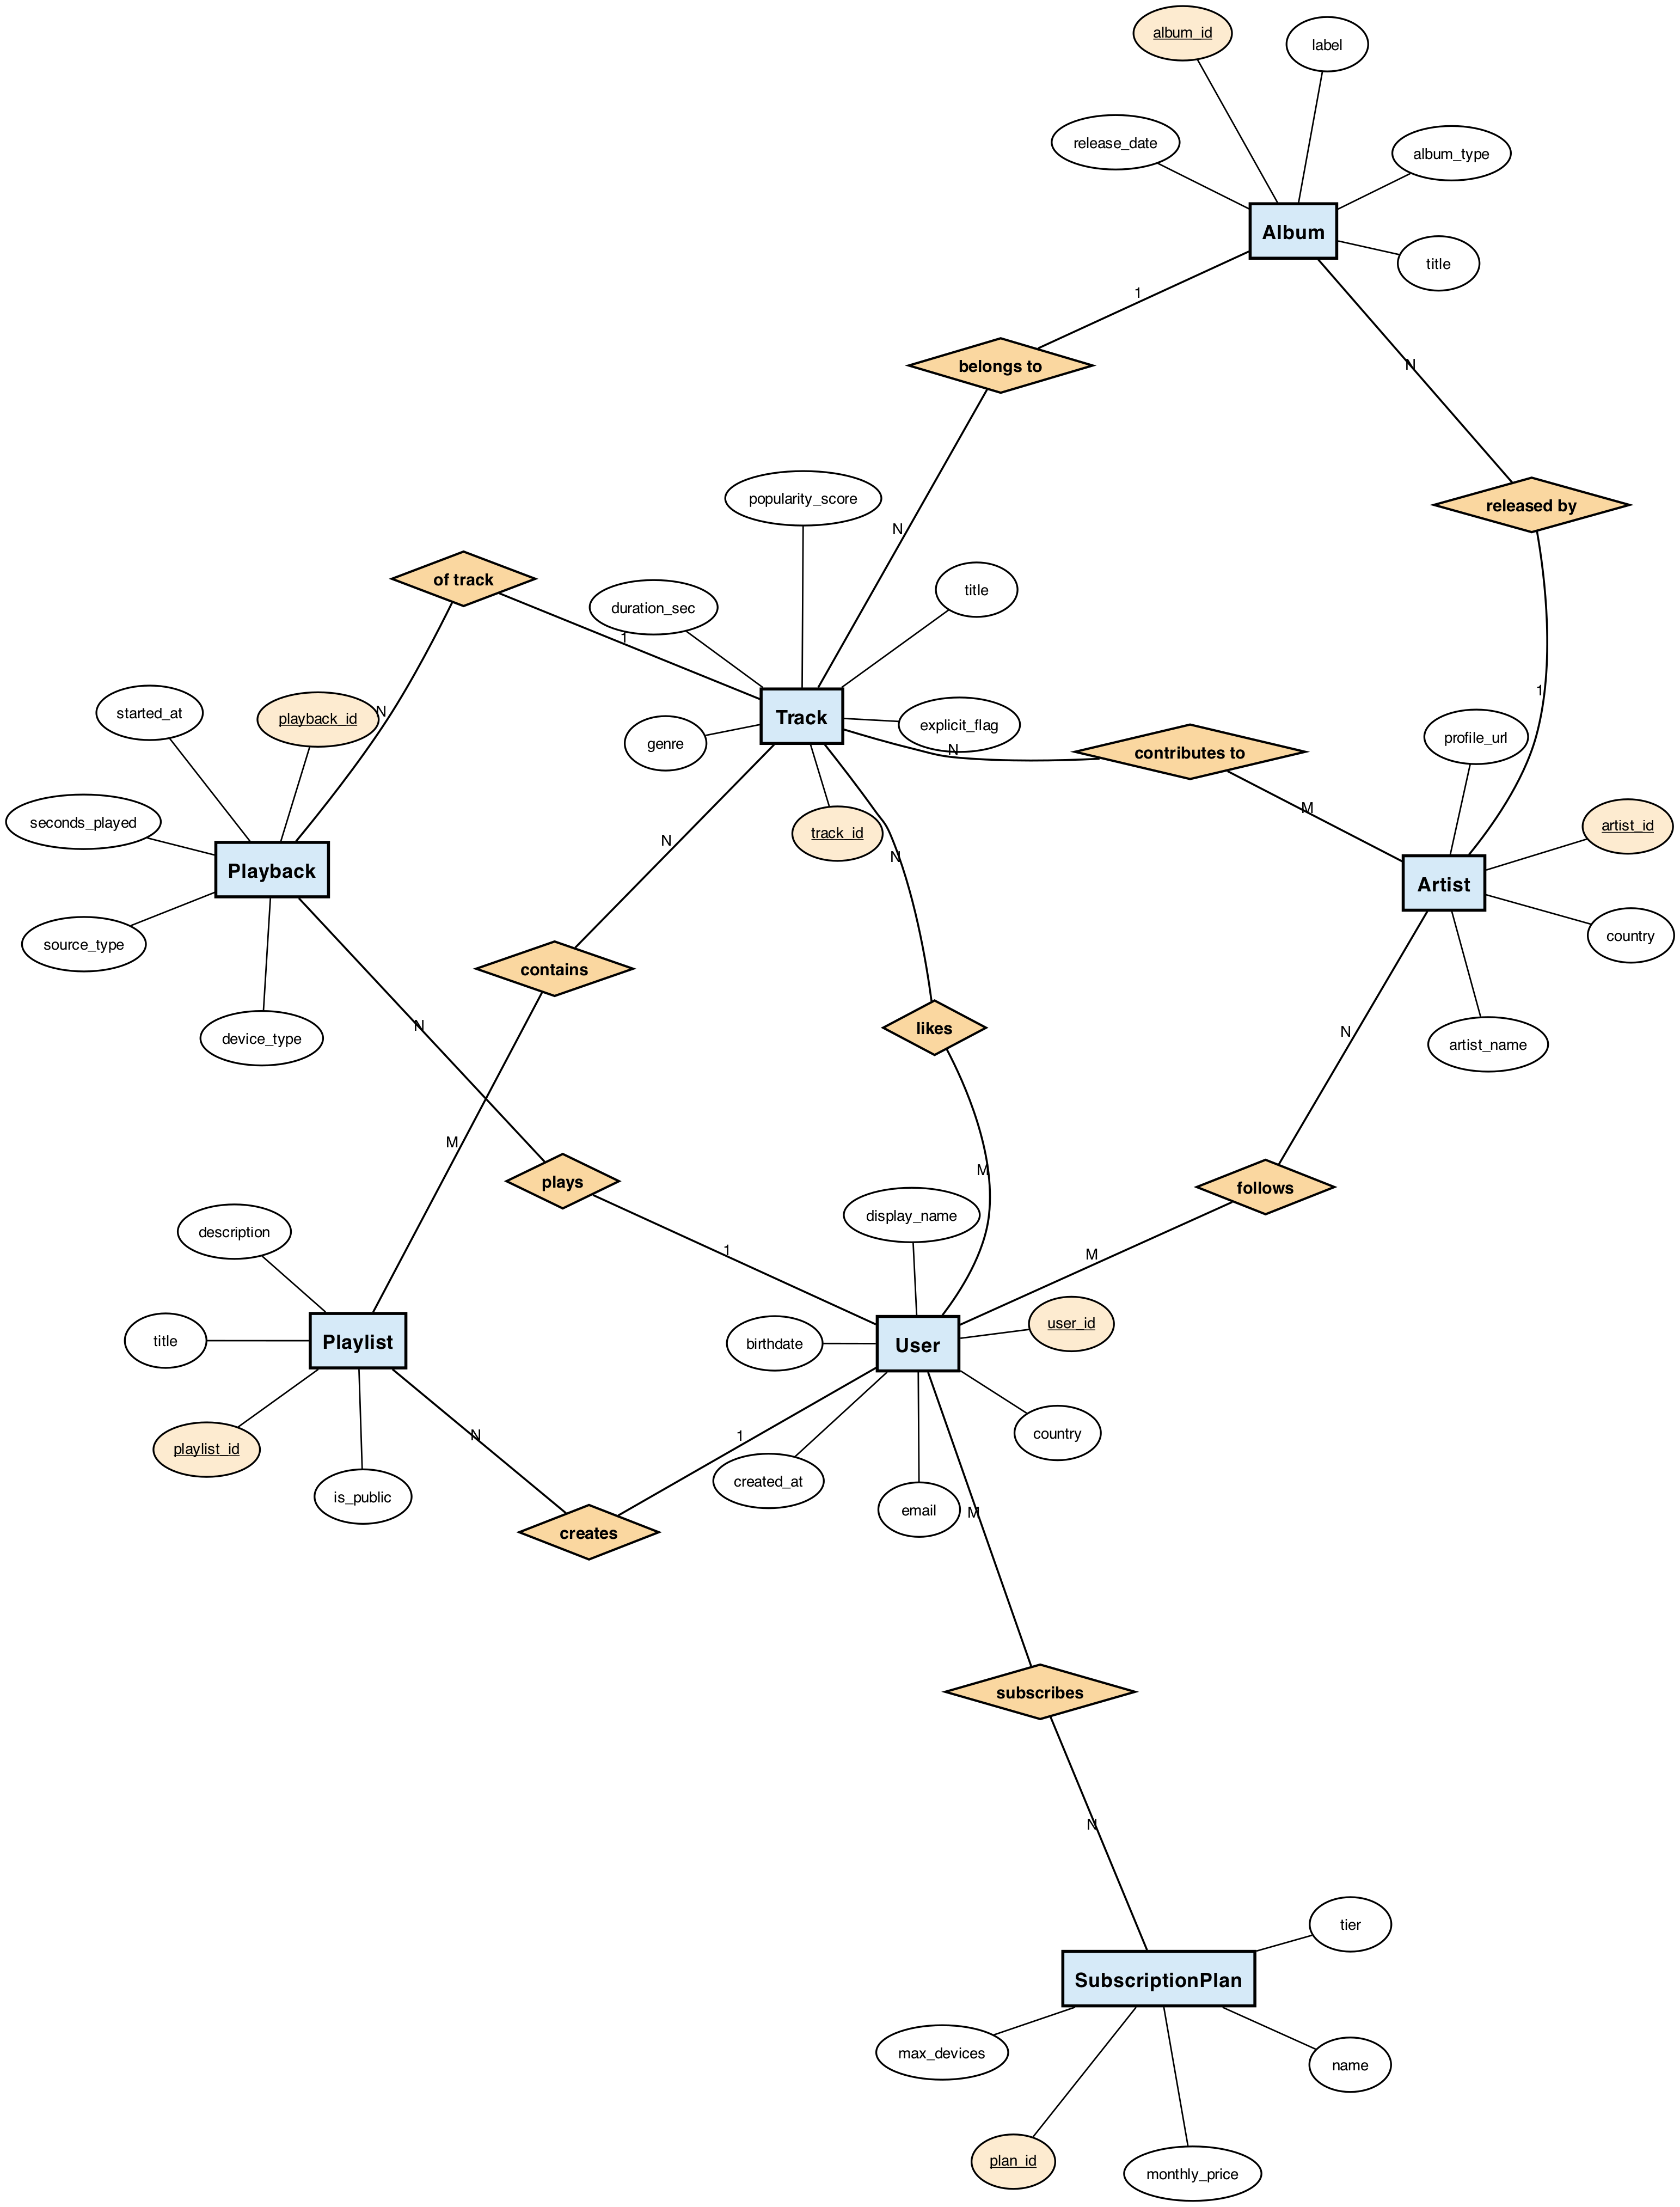 album_id
label
release_date
album_type
Album
title
1
belongs to
N
released by
popularity_score
N
of track
duration_sec
title
1
1
started_at
playback_id
N
Track
explicit_flag
genre
N
contributes to
profile_url
M
seconds_played
track_id
artist_id
N
N
Playback
Artist
source_type
country
contains
N
likes
N
device_type
artist_name
M
M
plays
follows
description
display_name
1
M
title
Playlist
birthdate
User
user_id
playlist_id
N
1
country
is_public
created_at
email
M
creates
subscribes
N
tier
SubscriptionPlan
max_devices
name
plan_id
monthly_price